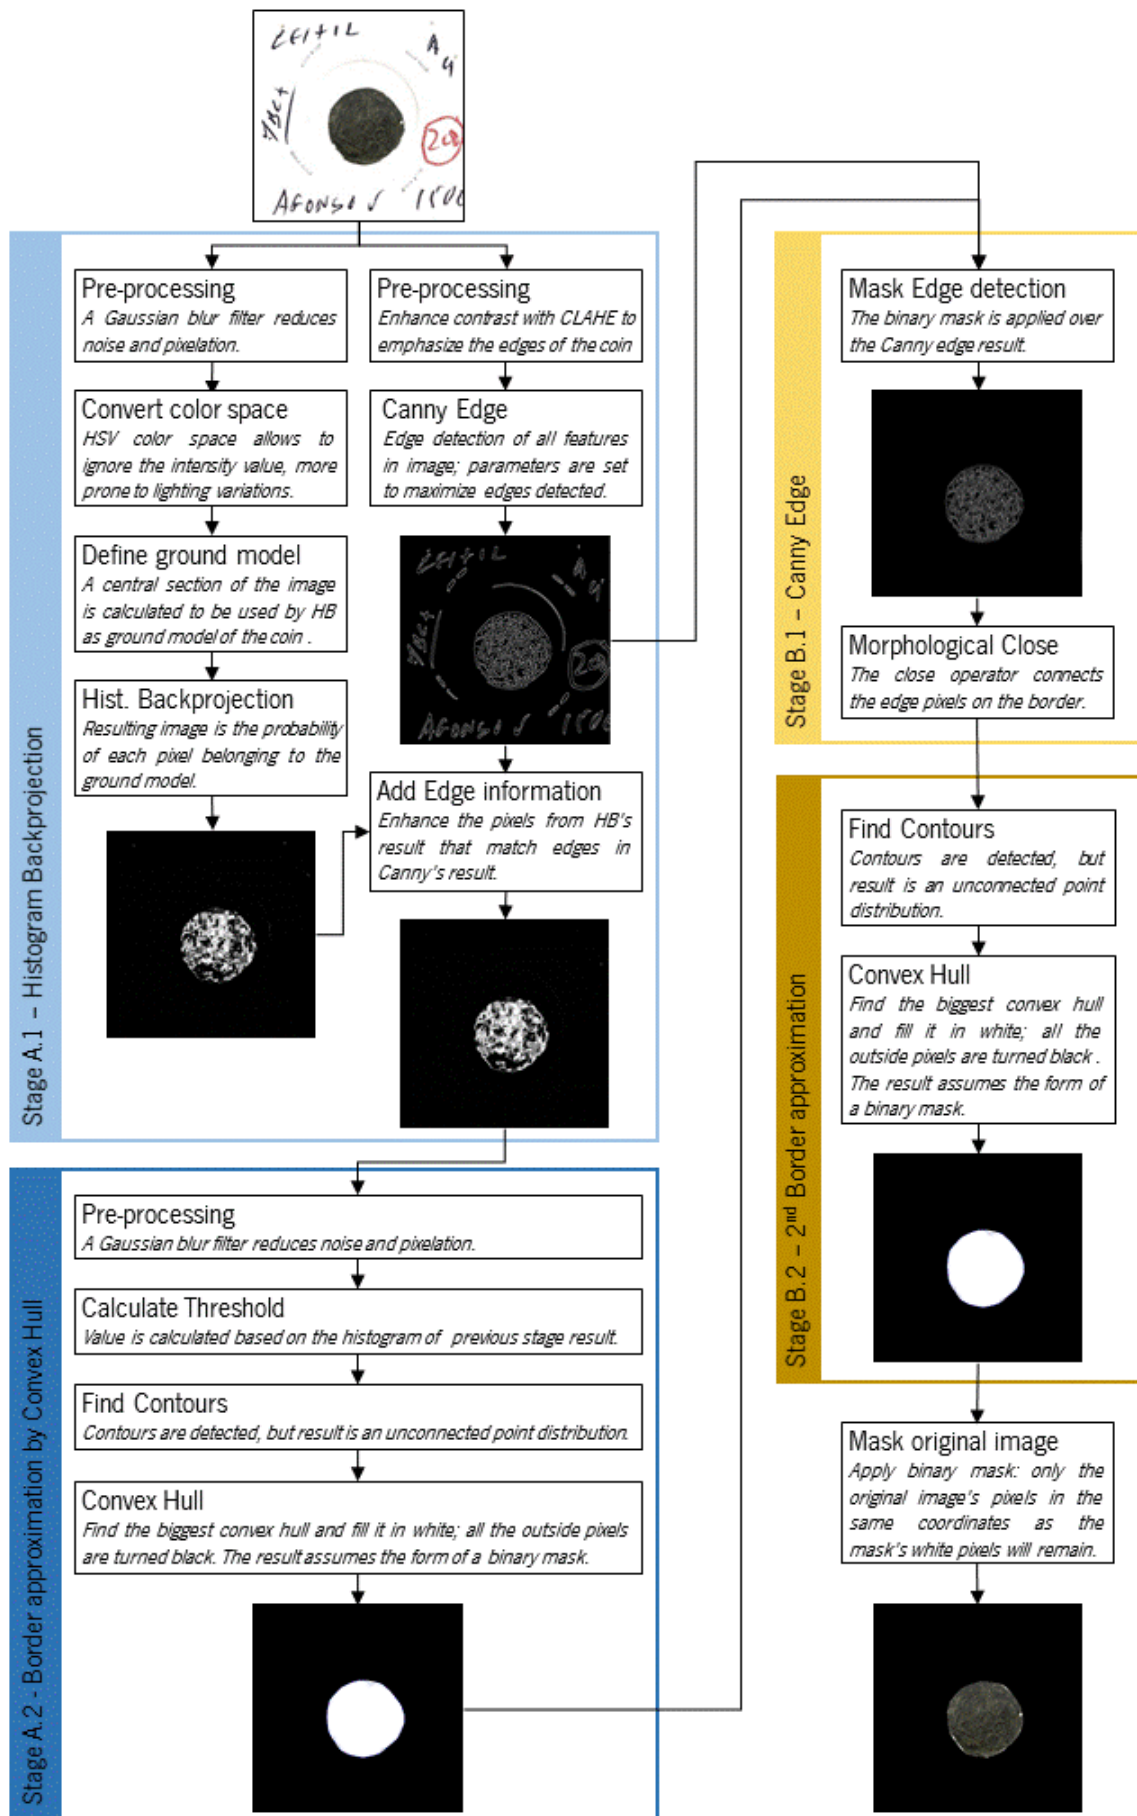 LEITIL
Ag
7BC+
200
AFONSO V
Stage A.1 – Histogram Backprojection
Pre-processing
A Gaussian blur filter reduces
noise and pixelation.
Convert color space
HSV color space allows to
ignore the intensity value, more
prone to lighting variations.
Define ground model
A central section of the image
is calculated to be used by HB
as ground model of the coin .
Hist. Backprojection
Resulting image is the probability
of each pixel belonging to the
ground model.
Pre-processing
Enhance contrast with CLAHE to
emphasize the edges of the coin
Canny Edge
Edge detection of all features
in image; parameters are set
to maximize edges detected.
LEITIL
Ag
7BC+
200
AFONSO V
Add Edge information
Enhance the pixels from HB's
result that match edges in
Canny's result.
Stage A.2 - Border approximation by Convex Hull
Pre-processing
A Gaussian blur filter reduces noise and pixelation.
Calculate Threshold
Value is calculated based on the histogram of previous stage result.
Find Contours
Contours are detected, but result is an unconnected point distribution.
Convex Hull
Find the biggest convex hull and fill it in white; all the outside pixels
are turned black. The result assumes the form of a binary mask.
Stage B.1 – Canny Edge
Mask Edge detection
The binary mask is applied over
the Canny edge result.
Morphological Close
The close operator connects
the edge pixels on the border.
Stage B.2 – 2nd Border approximation
Find Contours
Contours are detected, but
result is an unconnected point
distribution.
Convex Hull
Find the biggest convex hull
and fill it in white; all the
outside pixels are turned black .
The result assumes the form of
a binary mask.
Mask original image
Apply binary mask: only the
original image's pixels in the
same coordinates as the
mask's white pixels will remain.